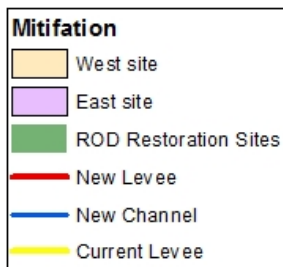 Mitifation
West site
East site
ROD Restoration Sites
New Levee
New Channel
Current Levee